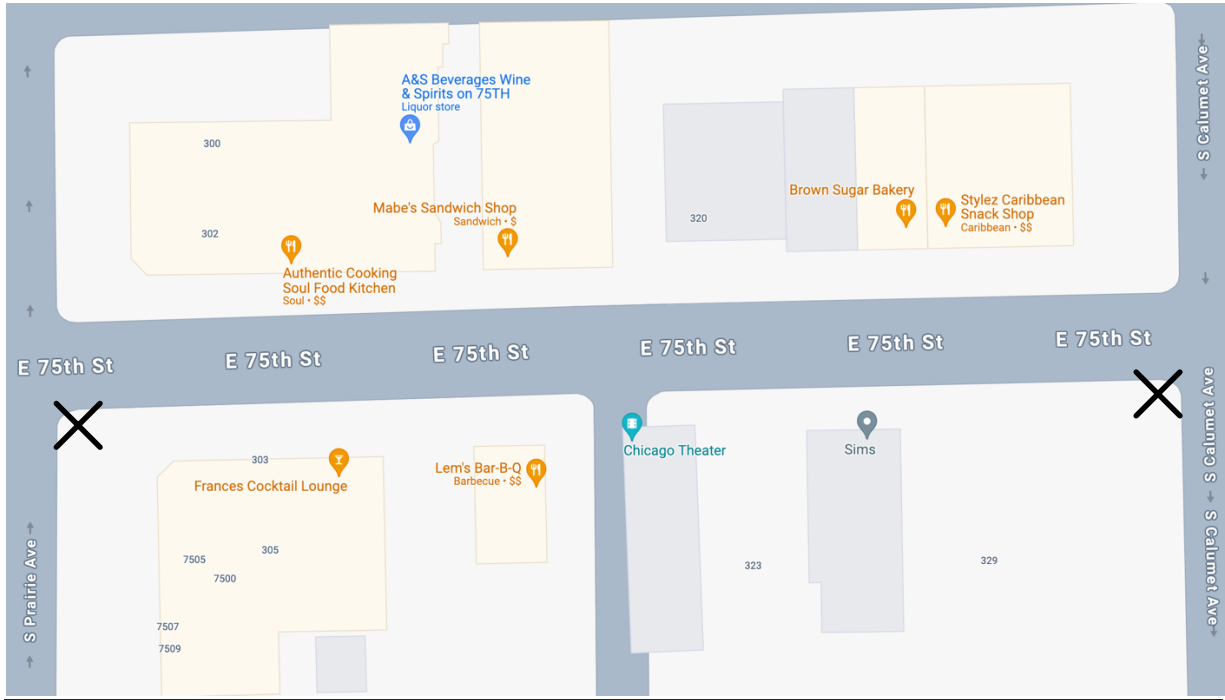 A&S Beverages Wine
& Spirits on 75TH
Liquor store
S Calumet Ave
300
Brown Sugar Bakery
Stylez Caribbean
Snack Shop
Caribbean • $$
Mabe's Sandwich Shop
Sandwich • $
320
302
Authentic Cooking
Soul Food Kitchen
Soul • $$
E 75th St
E 75th St
E 75th St
E 75th St
E 75th St
E 75th St
S Calumet Ave
Chicago Theater
Sims
303
Frances Cocktail Lounge
Lem's Bar-B-Q
Barbecue • $$
305
7505
7500
323
329
S Prairie Ave
S Calumet Ave
7507
7509